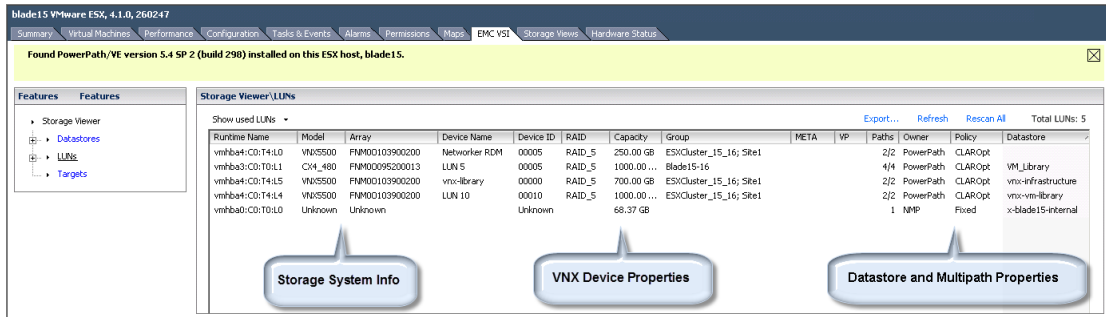 blade15 VMware ESX, 4.1.0, 260247
Summary Virtual Machines Performance Configuration Tasks & Events Alarms Permissions Maps EMC VSI Storage Views Hardware Status
Found PowerPath/VE version 5.4 SP 2 (build 298) installed on this ESX host, blade15.
Features Features
Storage Viewer
Datastores
LUNs
Targets
Storage Viewer\LUNs
Show used LUNs Export... Refresh Rescan All Total LUNs: 5
Runtime Name Model Array Device Name Device ID RAID Capacity Group META VP Paths Owner Policy Datastore
vmhba4:C0:T4:L0 VNX5500 FNM00103900200 Networker RDM 00005 RAID_5 250.00 GB ESXCluster_15_16; Site1 2/2 PowerPath CLAROpt
vmhba3:C0:T0:L1 CX4_480 FNM00095200013 LUN 5 00005 RAID_5 1000.00 ... Blade15-16 4/4 PowerPath CLAROpt VM_Library
vmhba4:C0:T4:L5 VNX5500 FNM00103900200 vnx-library 00000 RAID_5 700.00 GB ESXCluster_15_16; Site1 2/2 PowerPath CLAROpt vnx-infrastructure
vmhba4:C0:T4:L4 VNX5500 FNM00103900200 LUN 10 00010 RAID_5 1000.00 ... ESXCluster_15_16; Site1 2/2 PowerPath CLAROpt vnx-vm-library
vmhba0:C0:T0:L0 Unknown Unknown Unknown 68.37 GB 1 NMP Fixed x-blade15-internal
Storage System Info
VNX Device Properties
Datastore and Multipath Properties